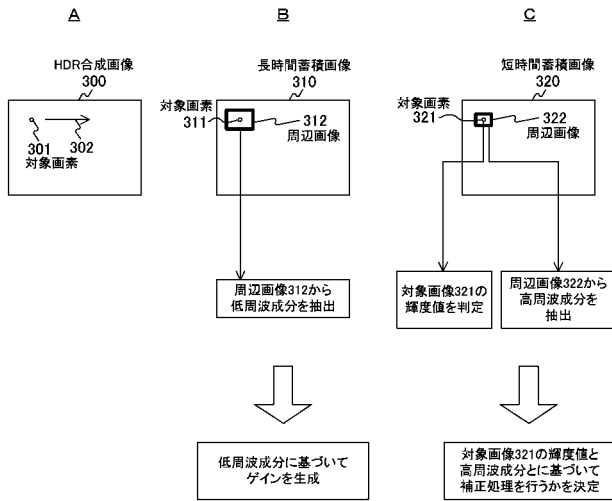 A
HDR合成画像
300
301
302
対象画素
B
長時間蓄積画像
310
対象画素
311
312
周辺画像
周辺画像312から
低周波成分を抽出
低周波成分に基づいて
ゲインを生成
C
短時間蓄積画像
320
対象画素
321
322
周辺画像
対象画像321の
輝度値を判定
周辺画像322から
高周波成分を
抽出
対象画像321の輝度値と
高周波成分とに基づいて
補正処理を行うかを決定